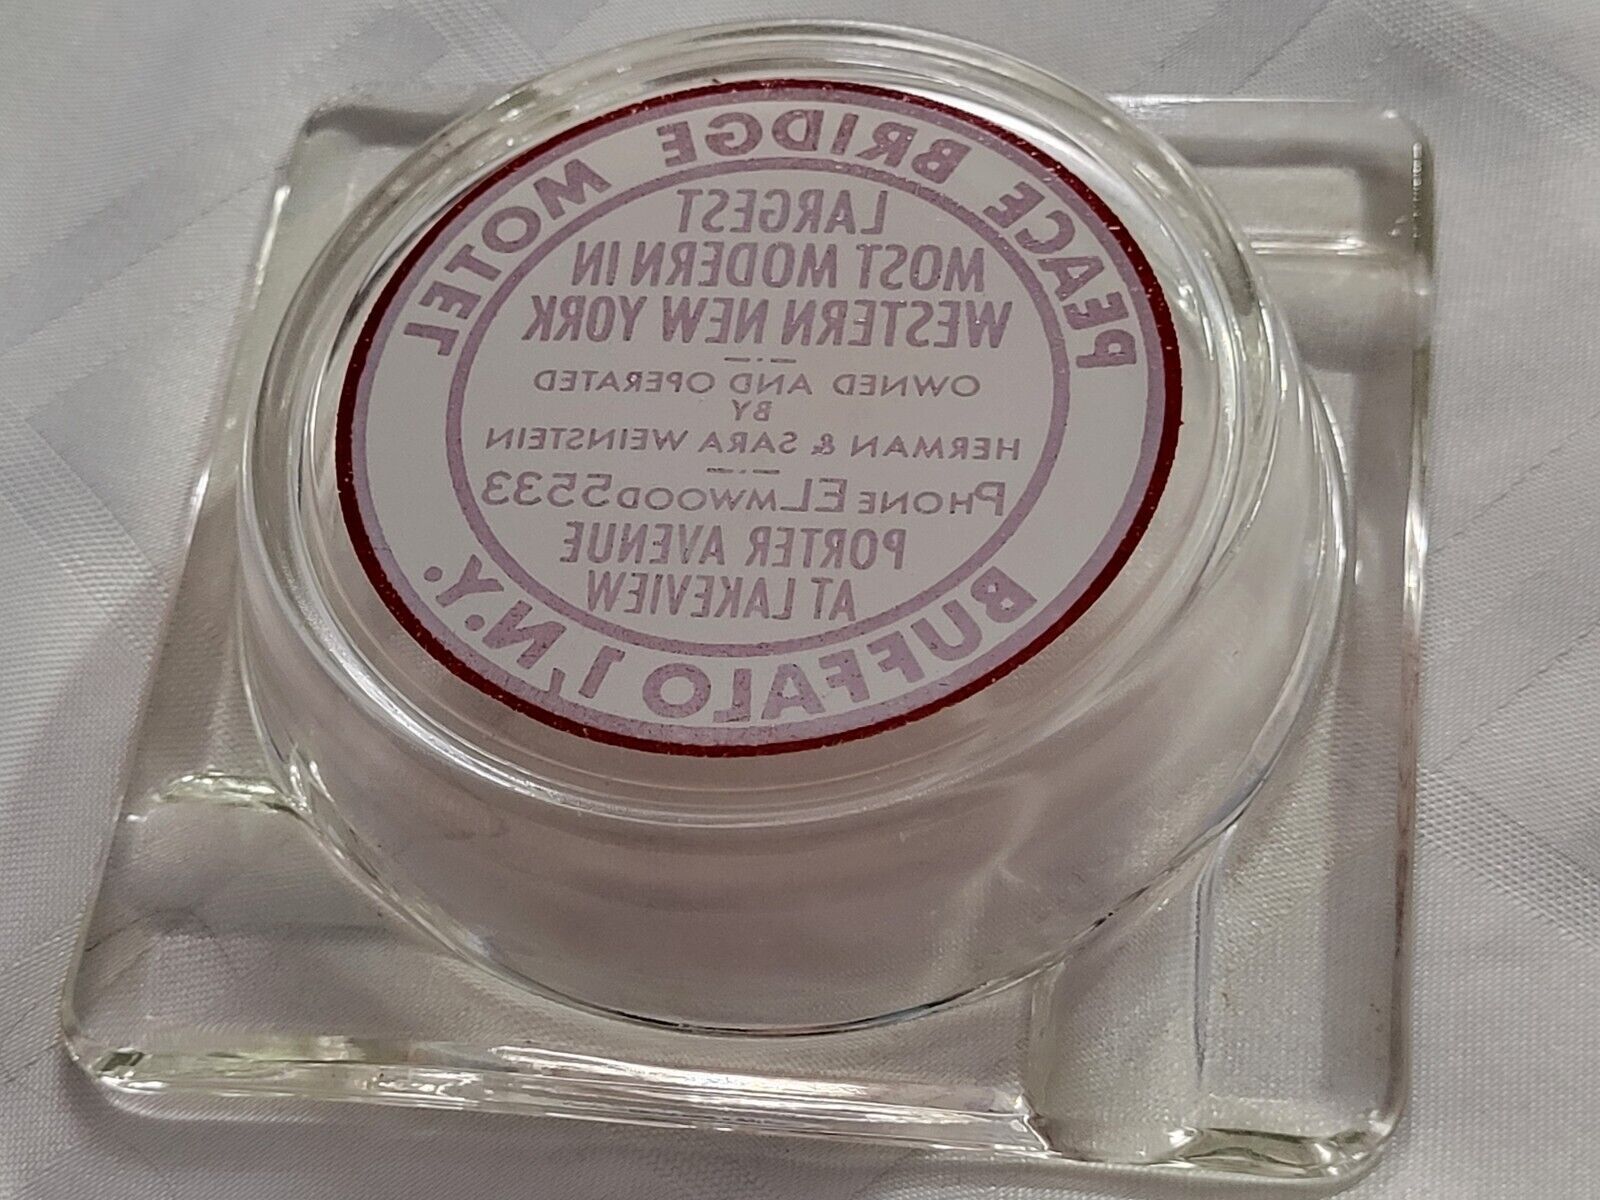 PEACE BRIDGE MOTEL
LARGEST
MOST MODERN IN
WESTERN NEW YORK
OWNED AND OPERATED
BY
HERMAN & SARA WEINSTEIN
PHONE ELMWOOD 5533
PORTER AVENUE
AT LAKEVIEW
BUFFALO 1, N.Y.